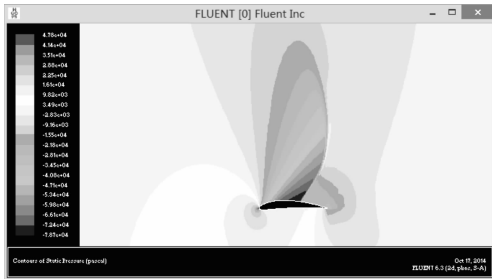 FLUENT [0] Fluent Inc
4.78e+04
4.14e+04
3.51e+04
2.88e+04
2.25e+04
1.61e+04
9.82e+03
3.49e+03
-2.83e+03
-9.16e+03
-1.55e+04
-2.18e+04
-2.81e+04
-3.45e+04
-4.08e+04
-4.71e+04
-5.34e+04
-5.98e+04
-6.61e+04
-7.24e+04
-7.87e+04
Contours of Static Pressure (pascal)
Oct 17, 2014
FLUENT 6.3 (2d, pbns, S-A)